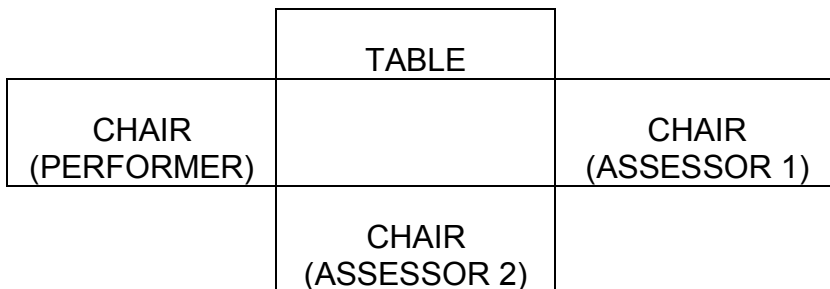 TABLE
CHAIR
(PERFORMER)
CHAIR
(ASSESSOR 1)
CHAIR
(ASSESSOR 2)